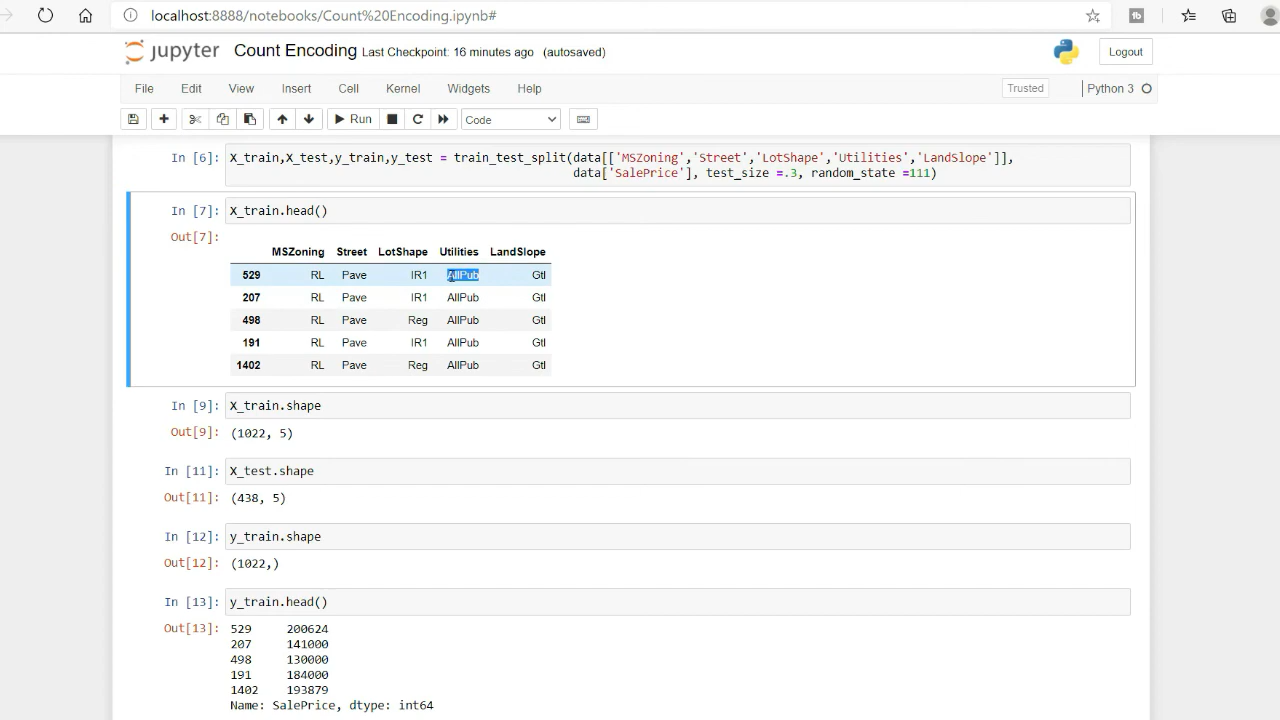 localhost:8888/notebooks/Count%20Encoding.ipynb#
jupyter Count Encoding Last Checkpoint: 16 minutes ago (autosaved)
Logout
File Edit View Insert Cell Kernel Widgets Help Trusted Python 3
Run Code
In [6]: X_train,X_test,y_train,y_test = train_test_split(data[['MSZoning','Street','LotShape','Utilities','LandSlope']],
data['SalePrice'], test_size =.3, random_state =111)
In [7]: X_train.head()
Out[7]:
MSZoning Street LotShape Utilities LandSlope
529 RL Pave IR1 AllPub Gtl
207 RL Pave IR1 AllPub Gtl
498 RL Pave Reg AllPub Gtl
191 RL Pave IR1 AllPub Gtl
1402 RL Pave Reg AllPub Gtl
In [9]: X_train.shape
Out[9]: (1022, 5)
In [11]: X_test.shape
Out[11]: (438, 5)
In [12]: y_train.shape
Out[12]: (1022,)
In [13]: y_train.head()
Out[13]: 529 200624
207 141000
498 130000
191 184000
1402 193879
Name: SalePrice, dtype: int64